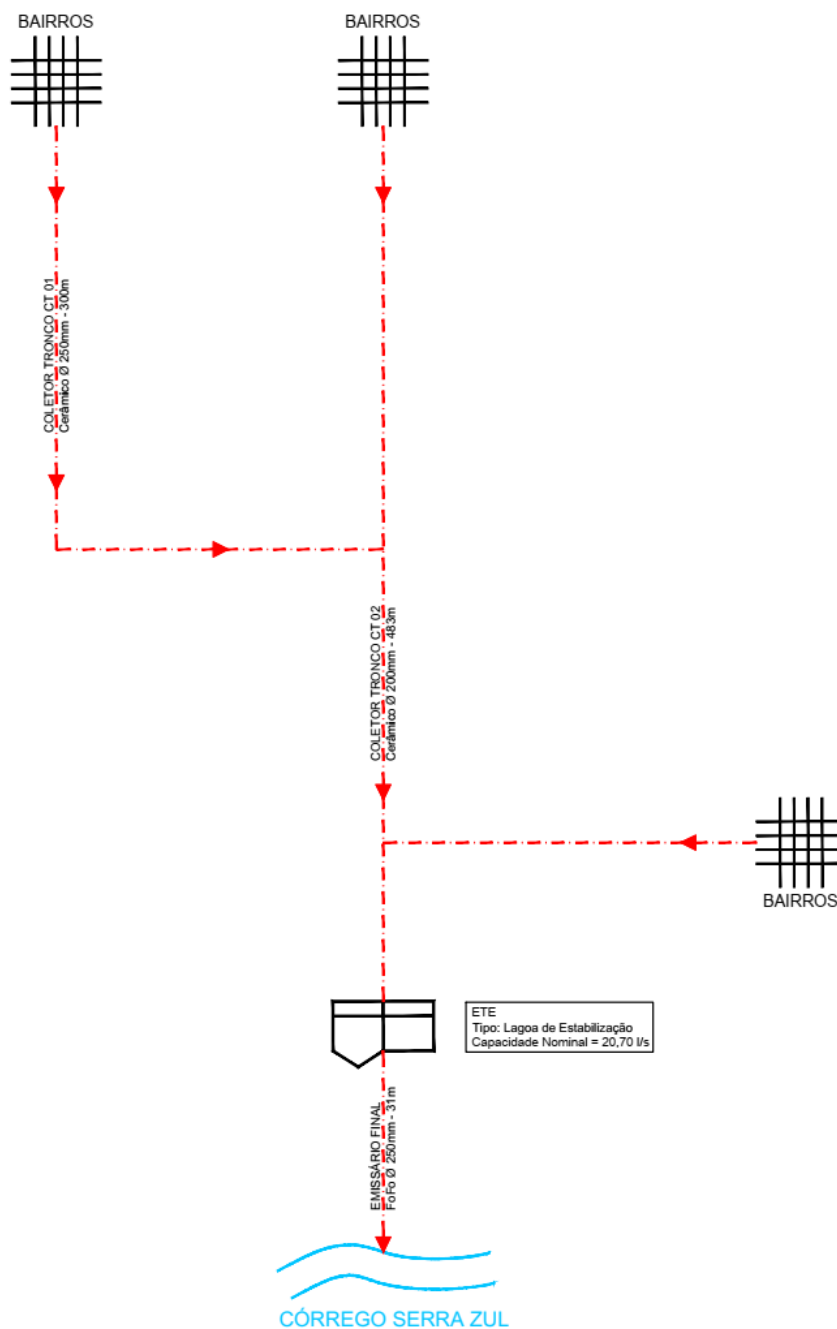 BAIRROS
BAIRROS
COLETOR TRONCO CT 01
Cerâmico Ø 250mm - 300m
COLETOR TRONCO CT 02
Cerâmico Ø 200mm - 483m
BAIRROS
ETE
Tipo: Lagoa de Estabilização
Capacidade Nominal = 20,70 l/s
EMISSÁRIO FINAL
FoFo Ø 250mm - 31m
CÓRREGO SERRA ZUL